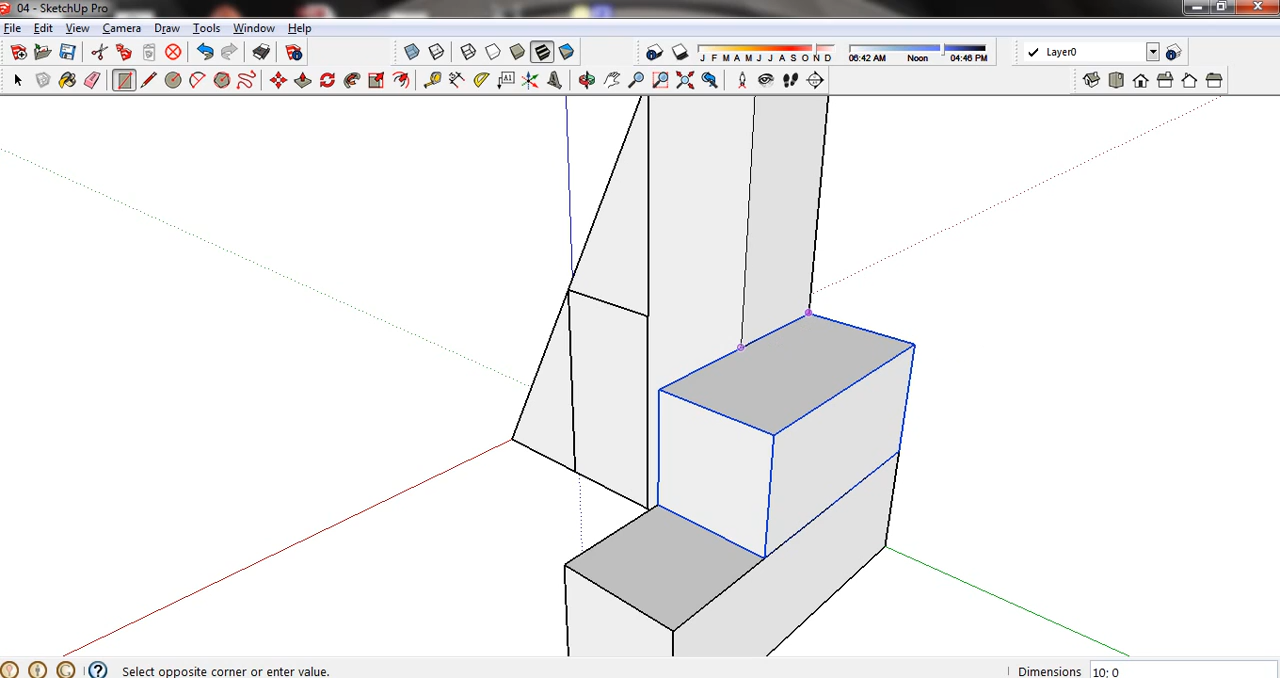 04 - SketchUp Pro
File Edit View Camera Draw Tools Window Help
J F M A M J J A S O N D
06:42 AM Noon 04:46 PM
Layer0
A1
Select opposite corner or enter value.
Dimensions 10; 0